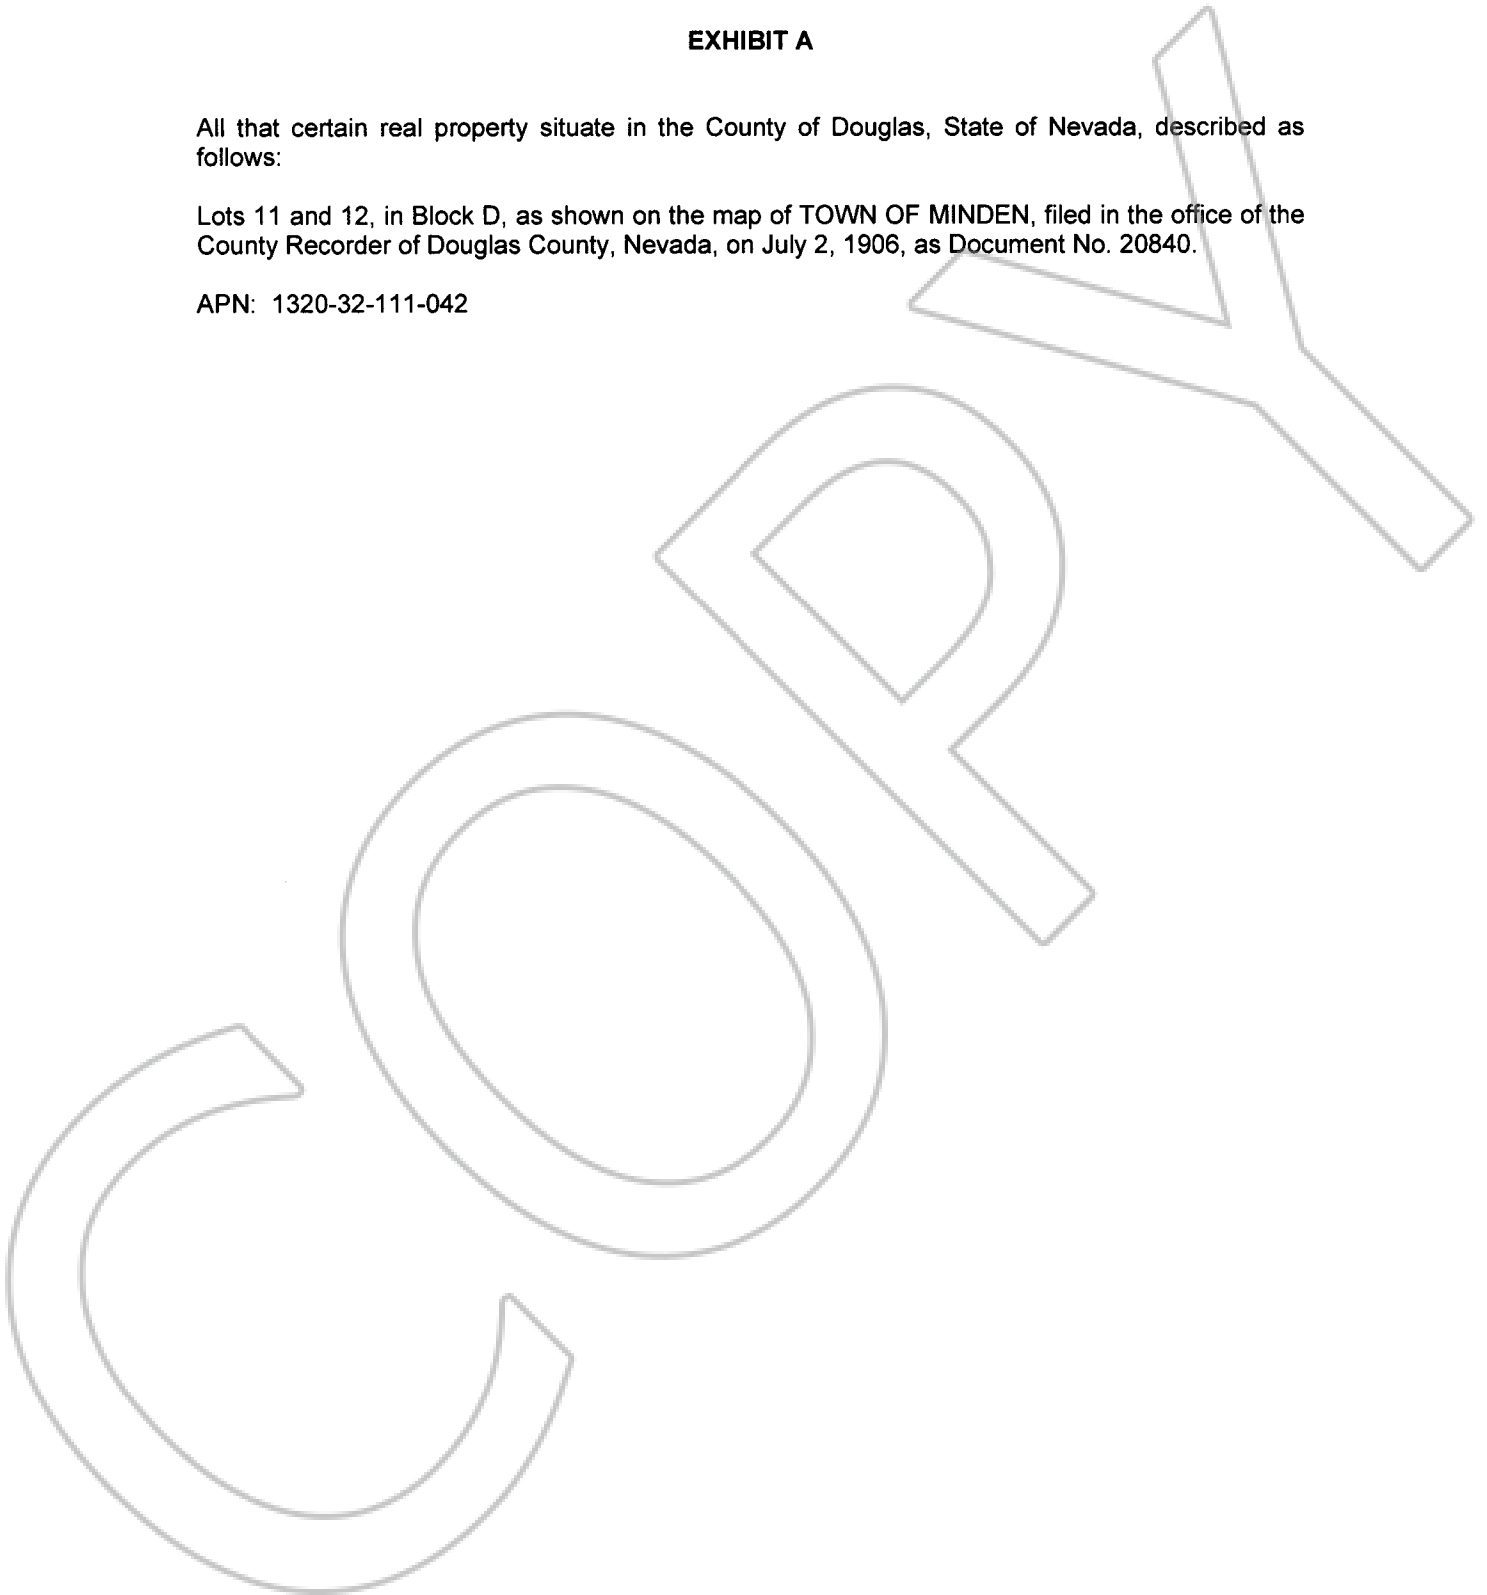 EXHIBIT A
All that certain real property situate in the County of Douglas, State of Nevada, described as
follows:
Lots 11 and 12, in Block D, as shown on the map of TOWN OF MINDEN, filed in the office of the
County Recorder of Douglas County, Nevada, on July 2, 1906, as Document No. 20840.
APN: 1320-32-111-042
COPY